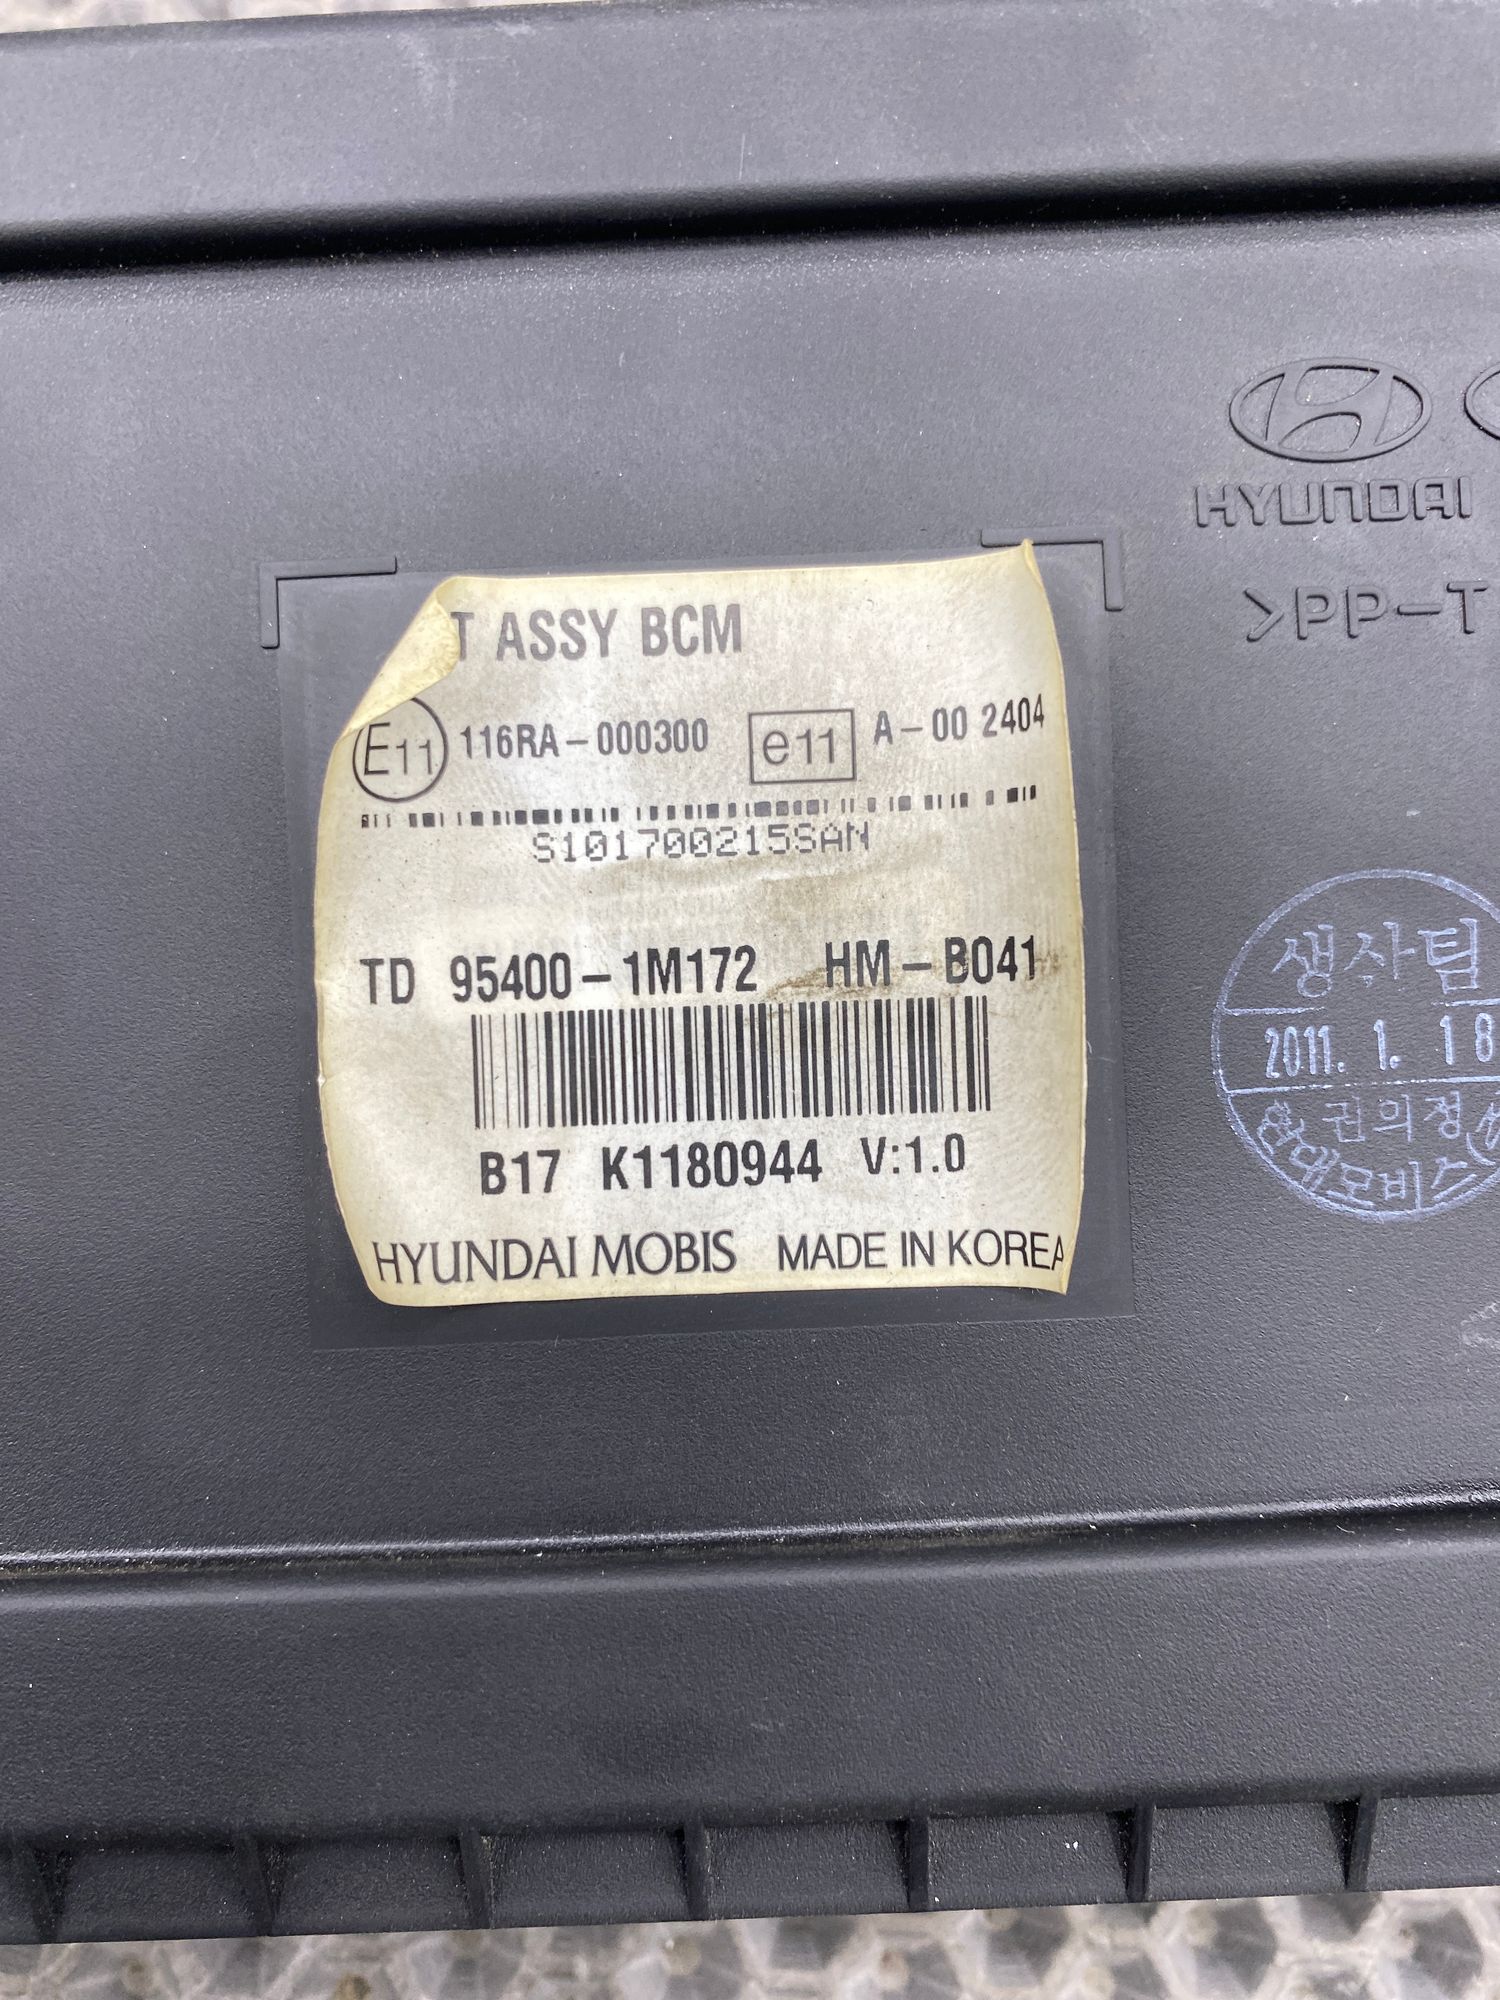 HYUNDAI
>PP-T
T ASSY BCM
E11 116RA-000300 e11 A-00 2404
S101700215SAN
TD 95400-1M172 HM-B041
B17 K1180944 V:1.0
HYUNDAI MOBIS MADE IN KOREA
생산팀
2011. 1. 18
권의정
현대모비스